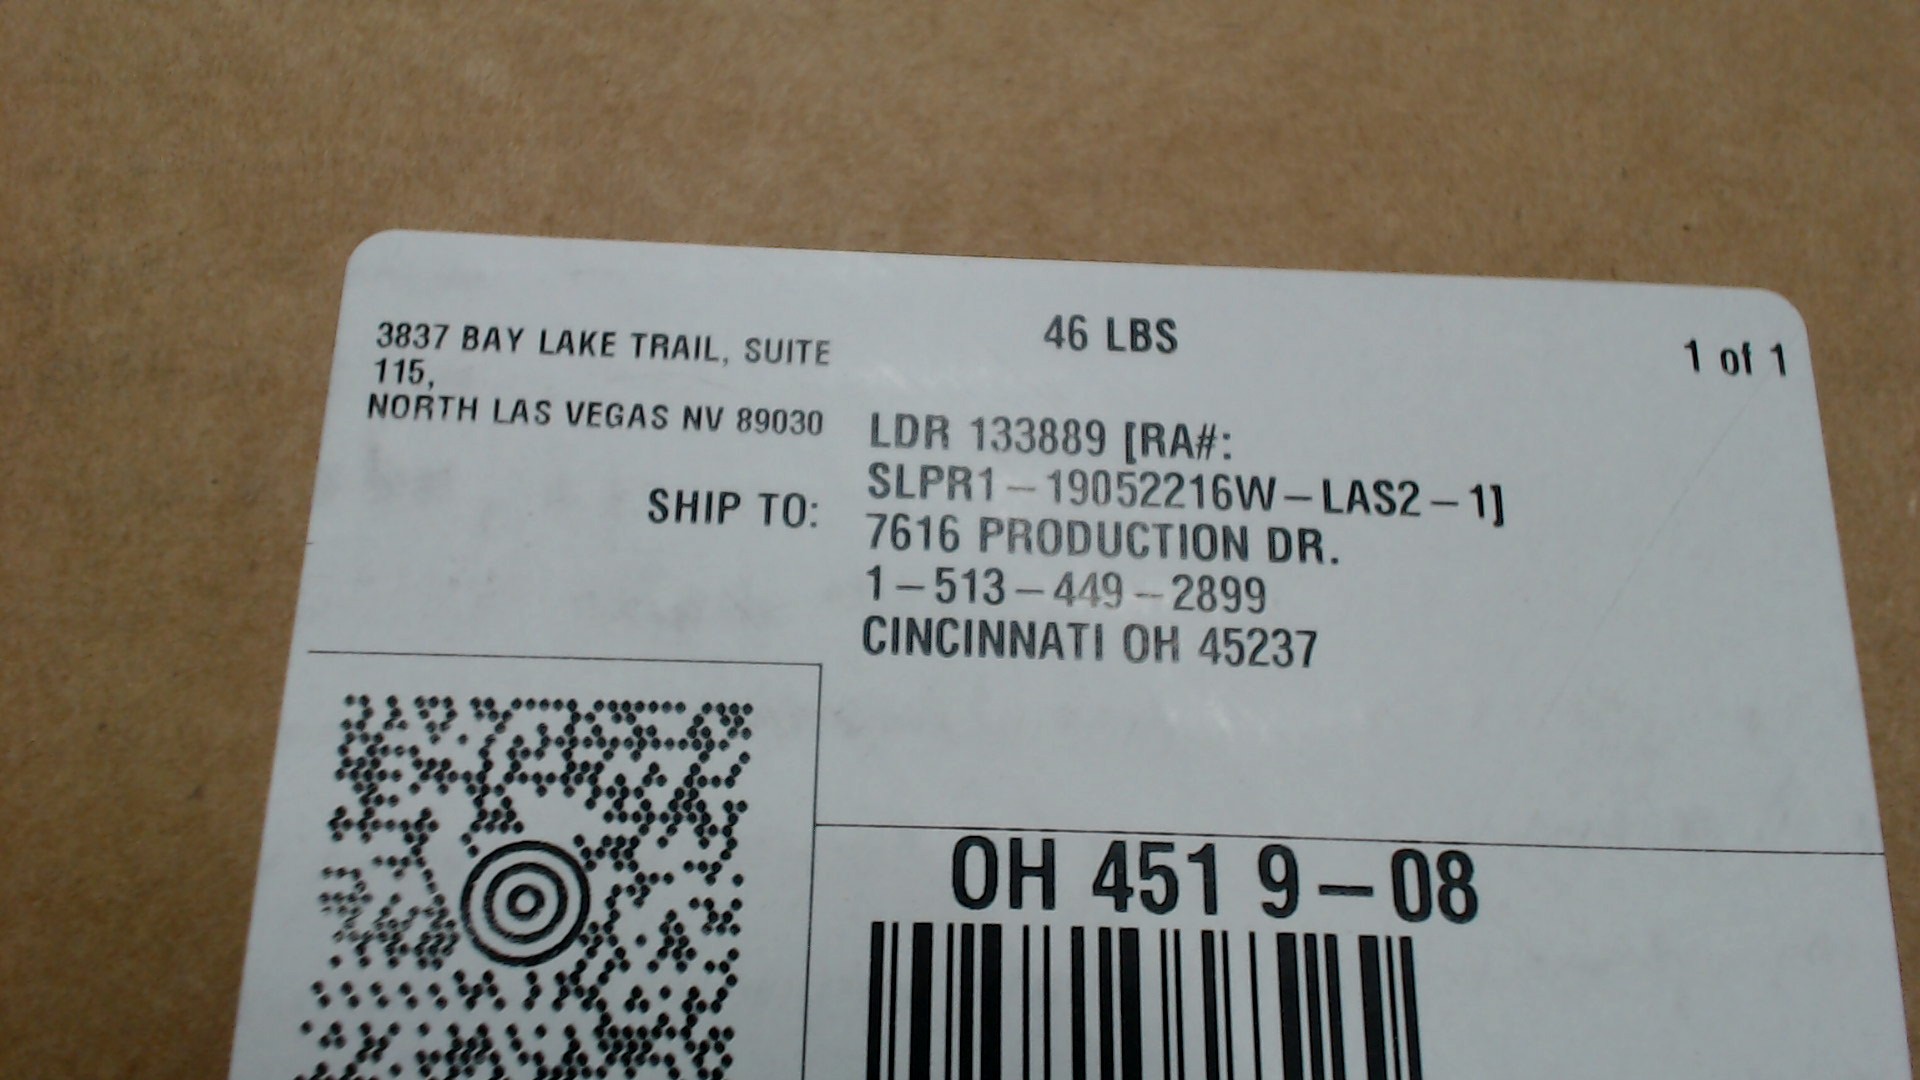 3837 BAY LAKE TRAIL, SUITE
115,
NORTH LAS VEGAS NV 89030
46 LBS
1 of 1
SHIP TO:
LDR 133889 [RA#:
SLPR1-19052216W-LAS2-1]
7616 PRODUCTION DR.
1-513-449-2899
CINCINNATI OH 45237
OH 451 9-08